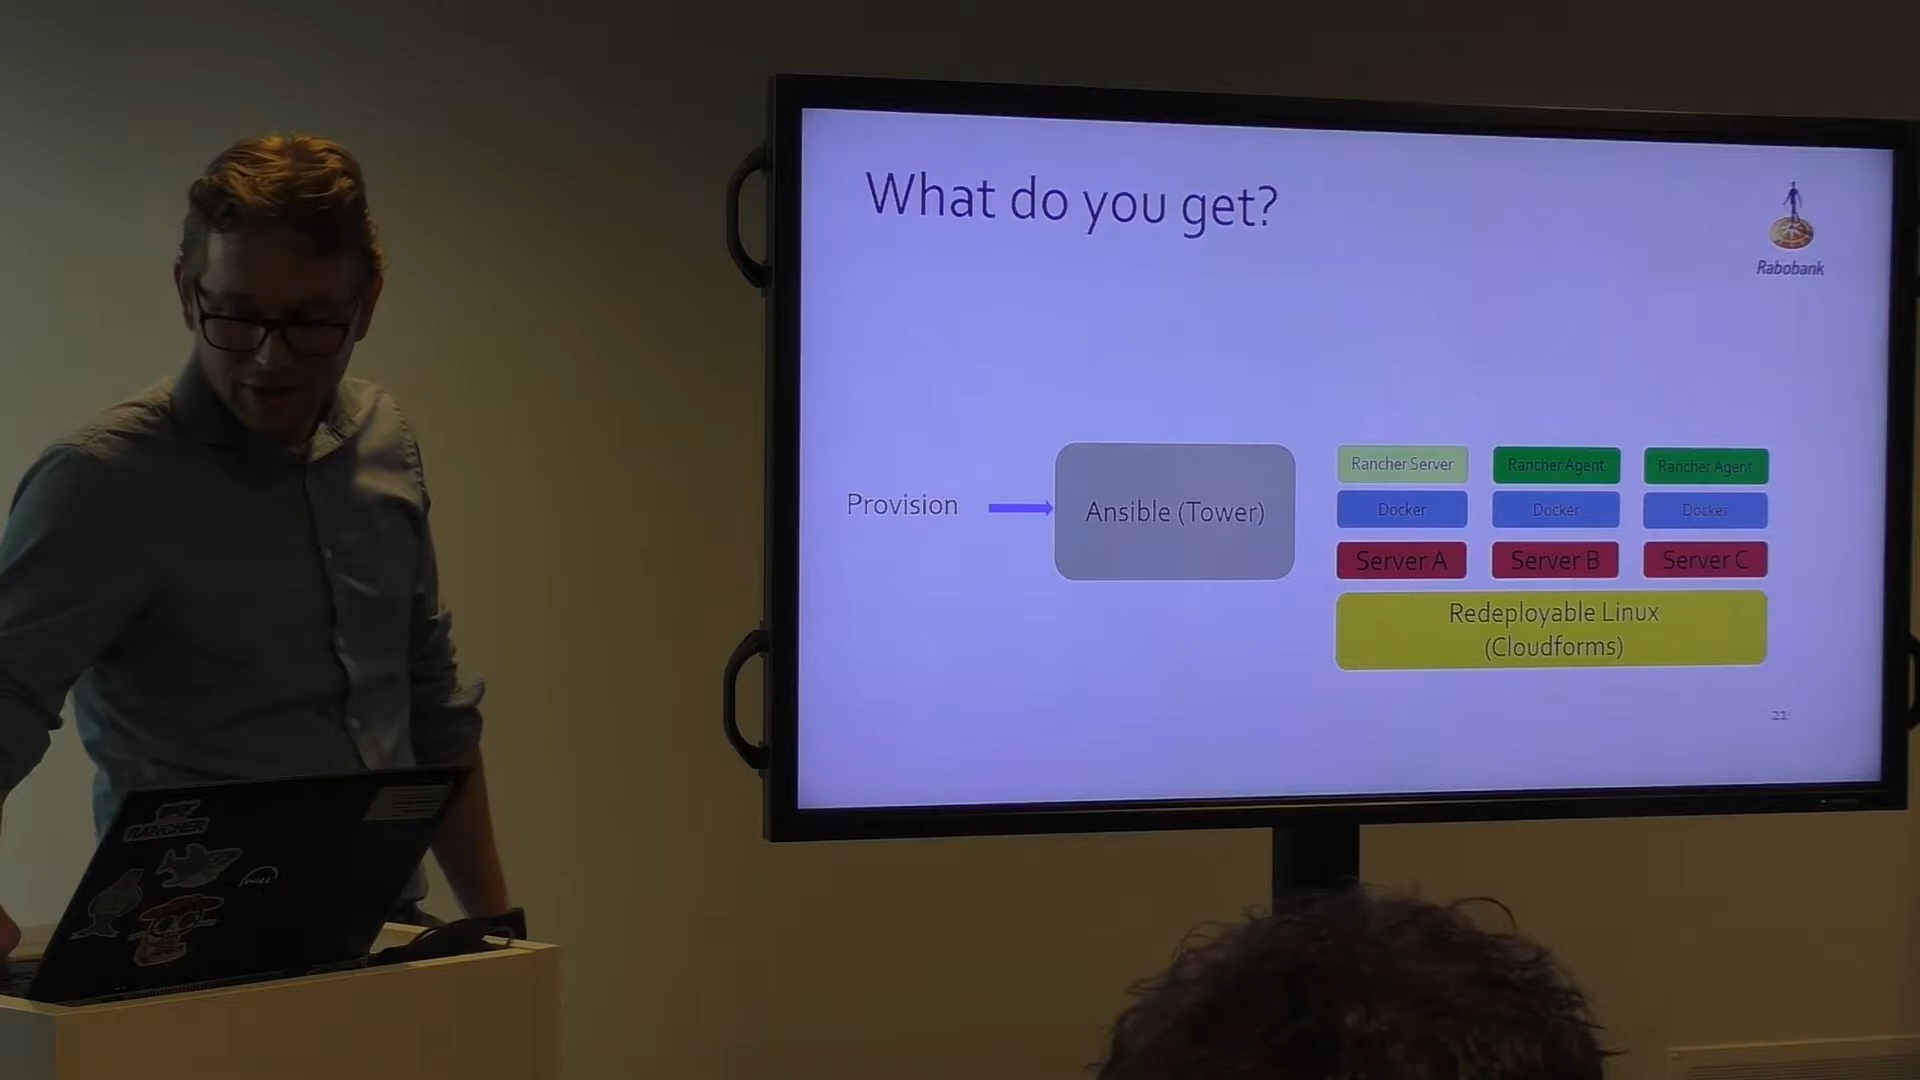 What do you get?
Rabobank
Provision
Ansible (Tower)
Rancher Server
Rancher Agent
Rancher Agent
Docker
Docker
Docker
Server A
Server B
Server C
Redeployable Linux
(Cloudforms)
21
RANCHER